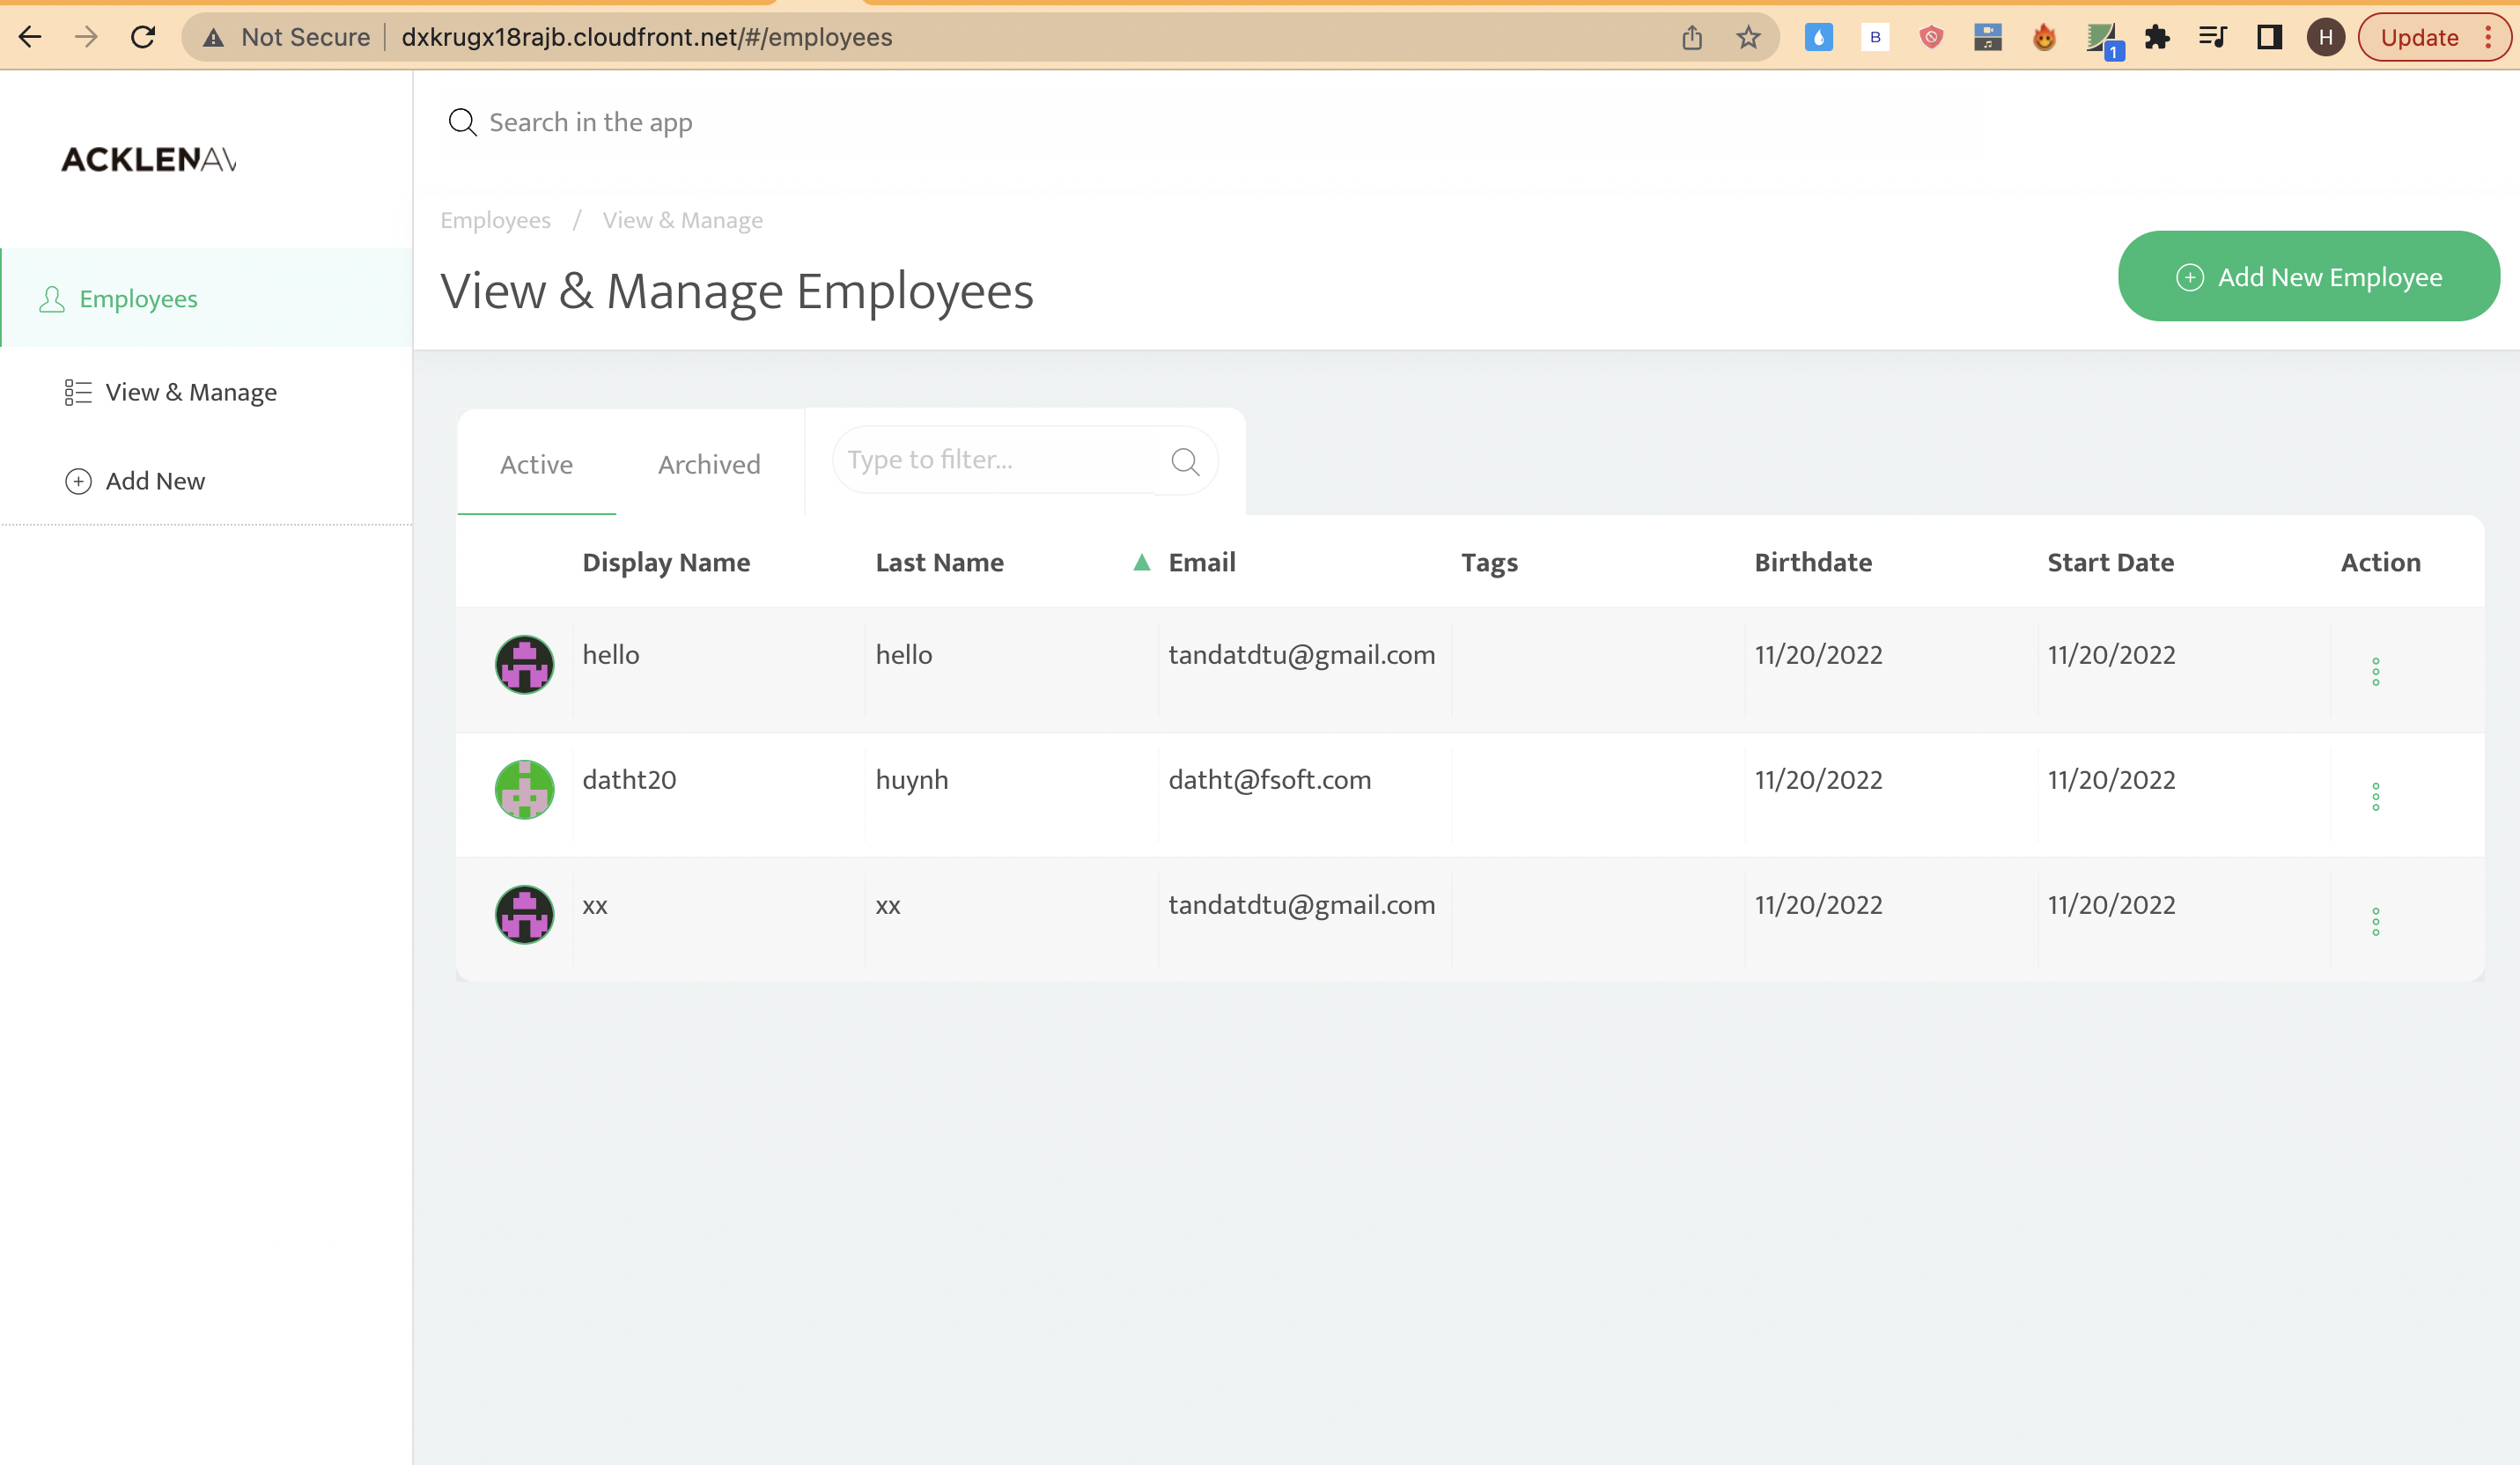 Not Secure dxkrugx18rajb.cloudfront.net/#/employees B 1 H Update
Search in the app
ACKLENAV
Employees / View & Manage
View & Manage Employees
Add New Employee
Employees
View & Manage
Add New
Active Archived Type to filter...
Display Name Last Name Email Tags Birthdate Start Date Action
hello hello tandatdtu@gmail.com 11/20/2022 11/20/2022
datht20 huynh datht@fsoft.com 11/20/2022 11/20/2022
xx xx tandatdtu@gmail.com 11/20/2022 11/20/2022